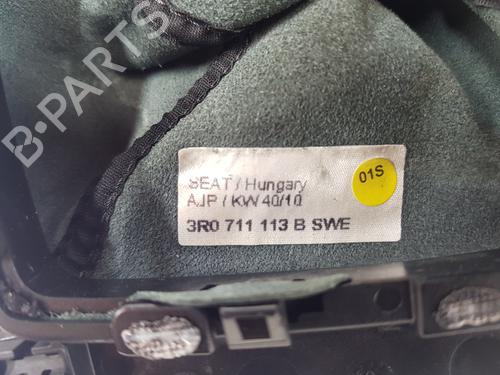 B-PARTS
SEAT / Hungary
AJP / KW 40/10
3R0 711 113 B SWE
01S